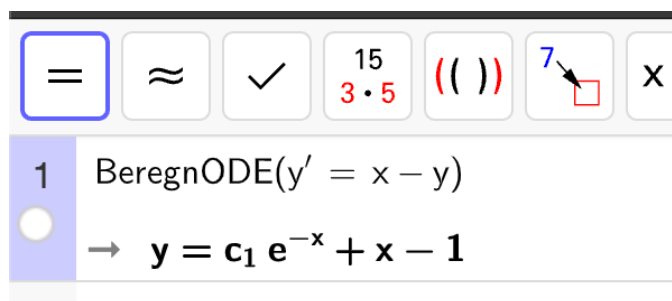 = ≈ ✓ 15 3 · 5 (( )) 7 x
1 BeregnODE(y′ = x − y)
→ y = c₁ e⁻ˣ + x − 1